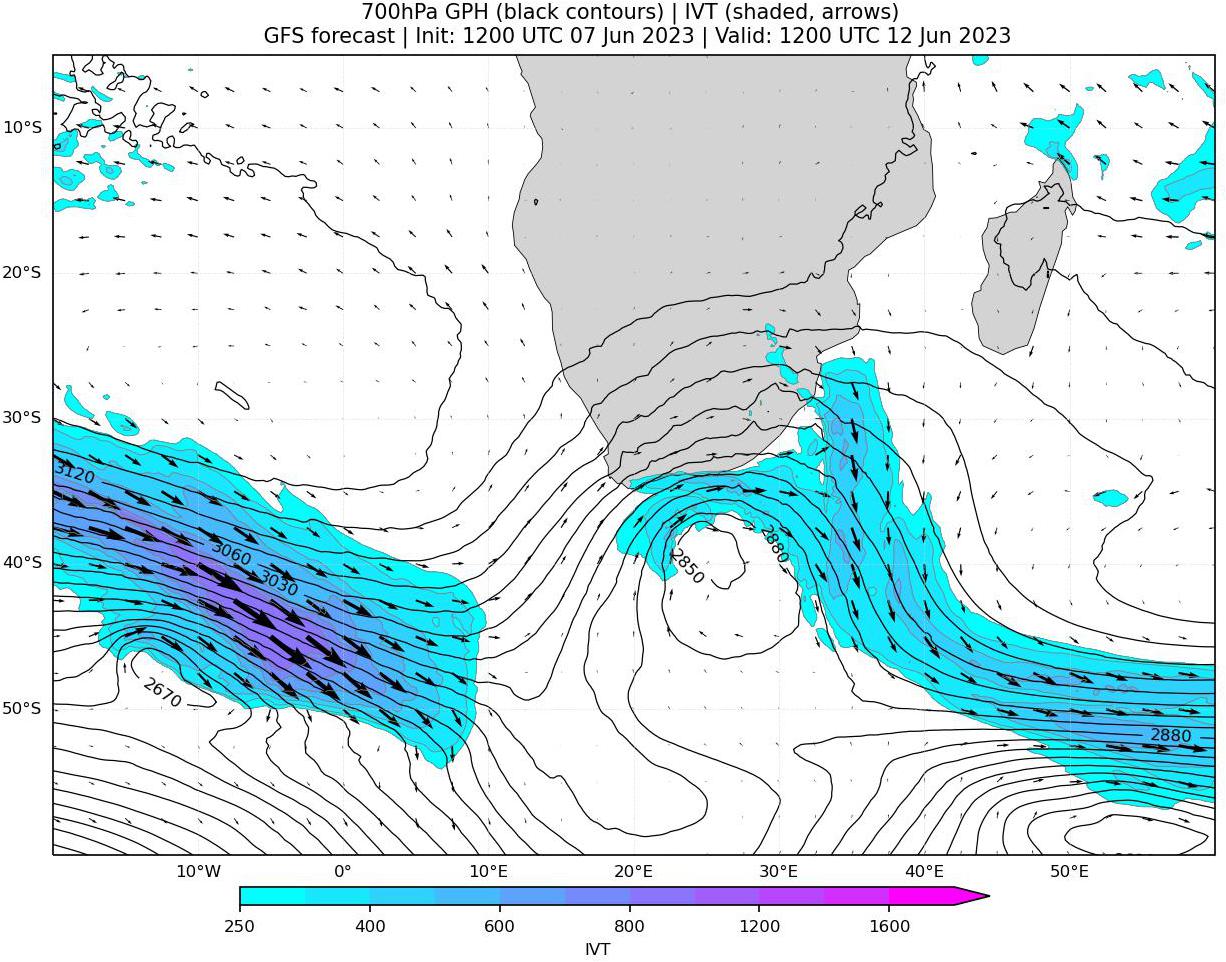 700hPa GPH (black contours) | IVT (shaded, arrows)
GFS forecast | Init: 1200 UTC 07 Jun 2023 | Valid: 1200 UTC 12 Jun 2023
10°S
20°S
30°S
3120
3060
3030
2850
2880
40°S
2670
50°S
2880
10°W 0° 10°E 20°E 30°E 40°E 50°E
250 400 600 800 1200 1600
IVT